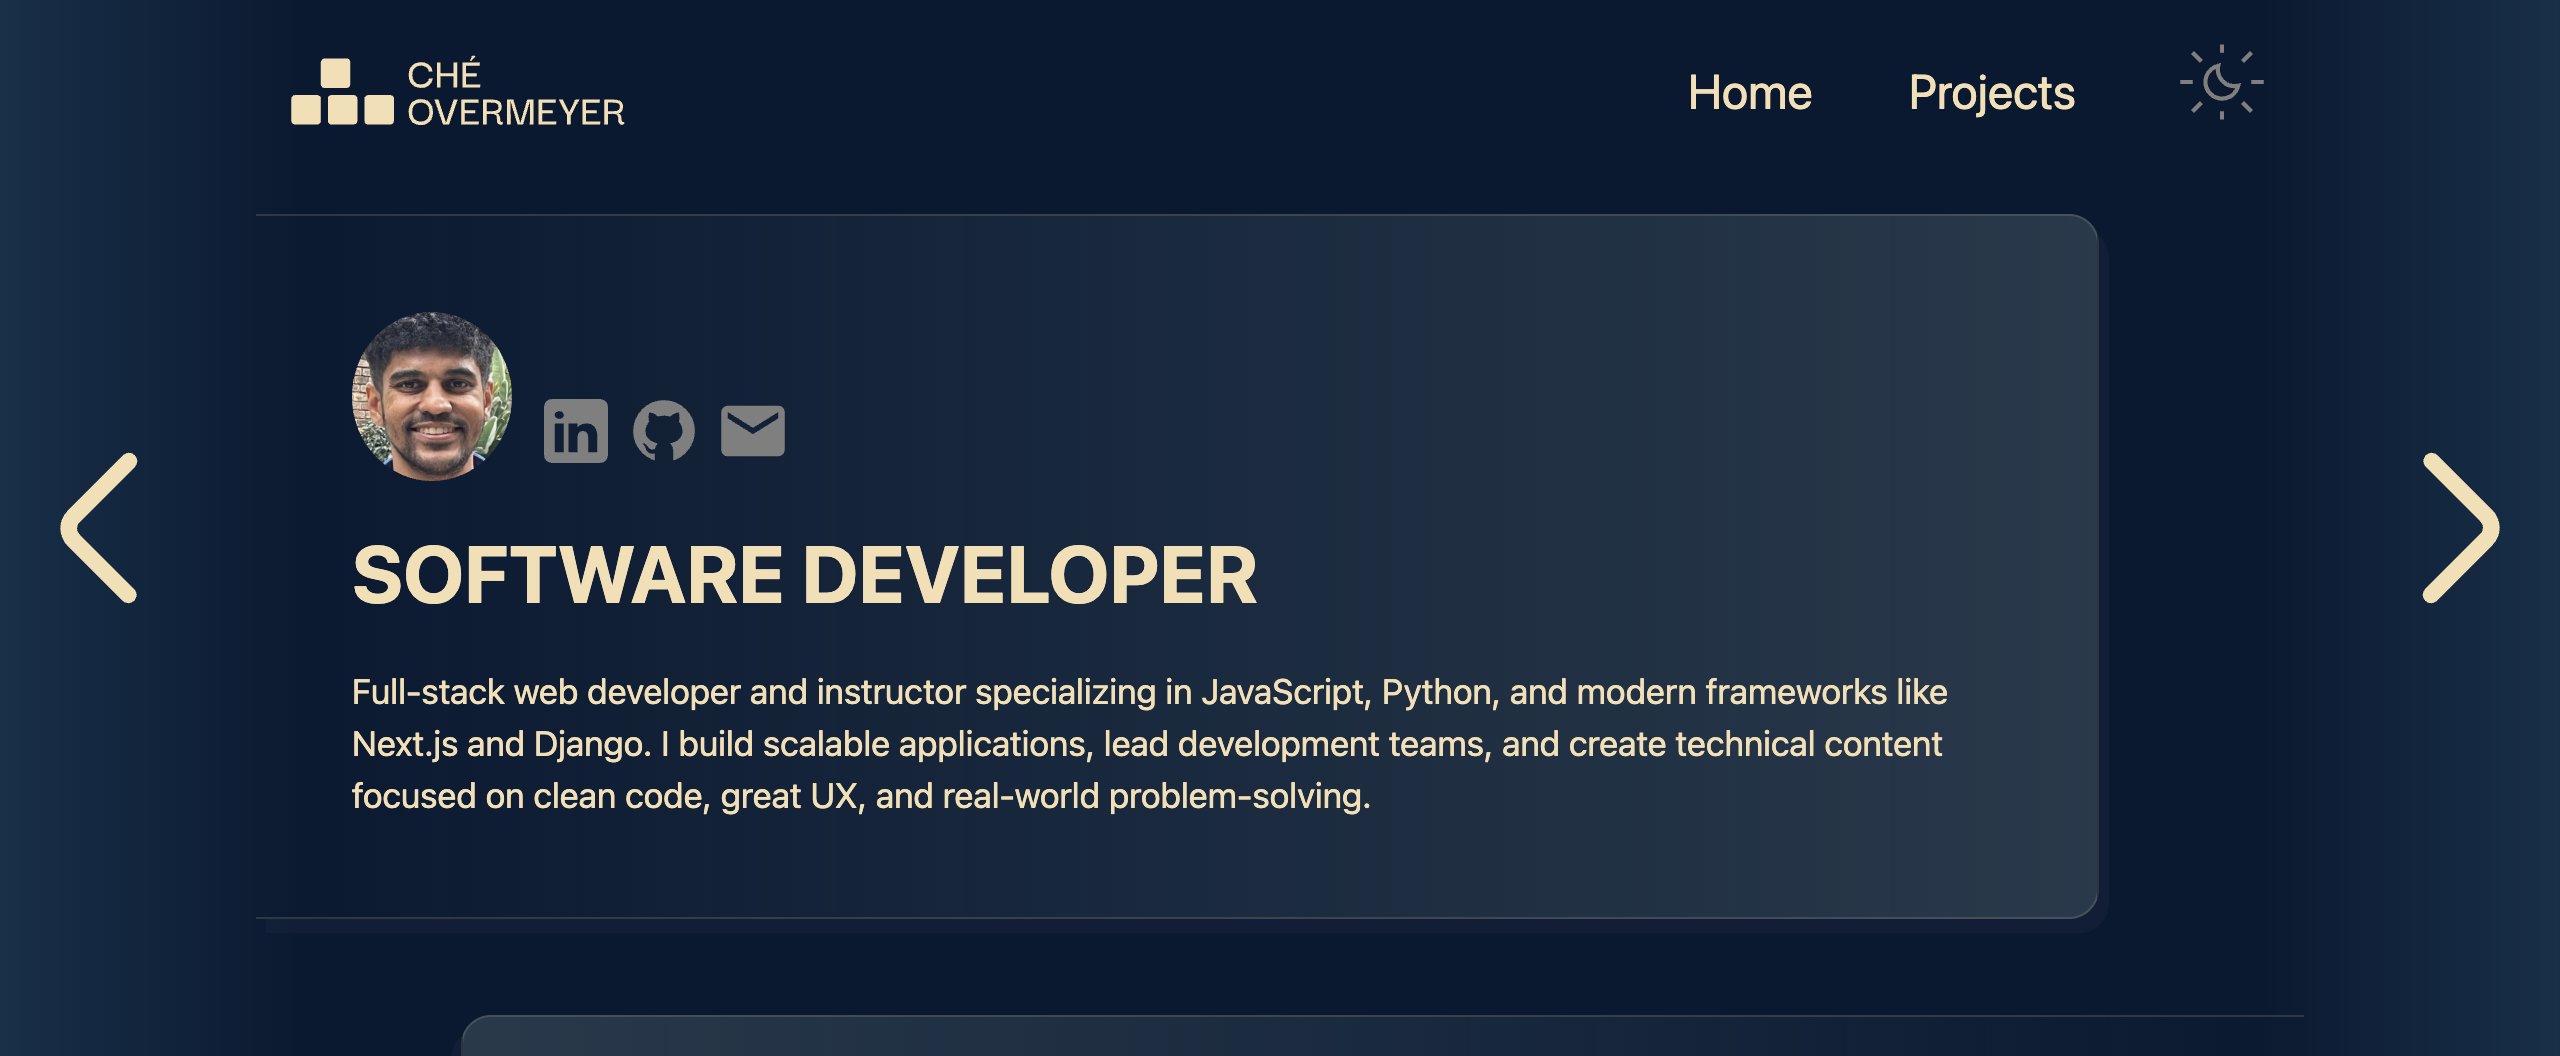 CHÉ
OVERMEYER
Home
Projects
in
SOFTWARE DEVELOPER
Full-stack web developer and instructor specializing in JavaScript, Python, and modern frameworks like
Next.js and Django. I build scalable applications, lead development teams, and create technical content
focused on clean code, great UX, and real-world problem-solving.